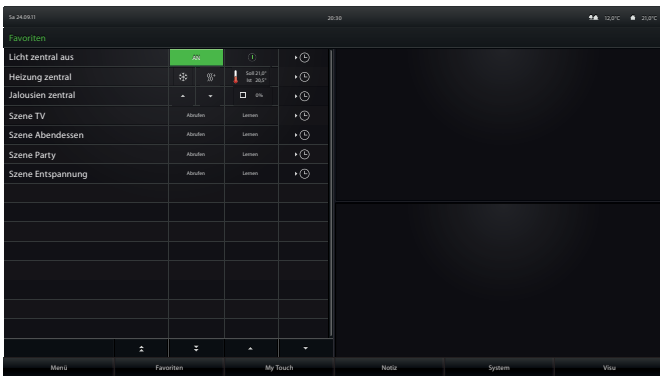 Sa 24.09.11 20:30 12,0°C 21,0°C
Favoriten
Licht zentral aus
Heizung zentral Soll 21,0°
Ist 20,5°
Jalousien zentral 0%
Szene TV Abrufen Lernen
Szene Abendessen Abrufen Lernen
Szene Party Abrufen Lernen
Szene Entspannung Abrufen Lernen
Menü Favoriten My Touch Notiz System Visu